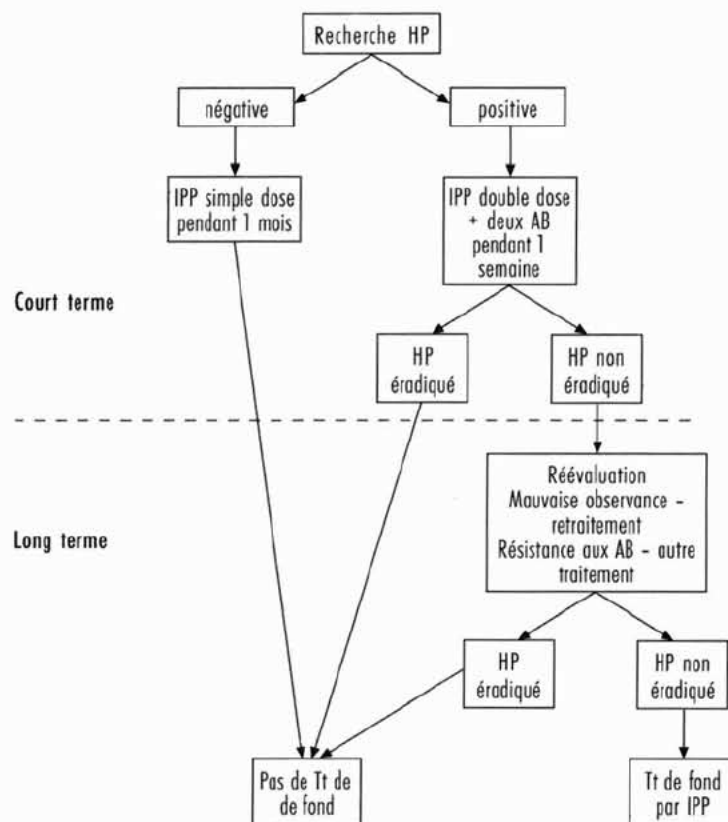 Recherche HP
négative
positive
IPP simple dose
pendant 1 mois
IPP double dose
+ deux AB
pendant 1
semaine
Court terme
HP
éradiqué
HP non
éradiqué
Réévaluation
Mauvaise observance –
retraitement
Résistance aux AB – autre
traitement
Long terme
HP
éradiqué
HP non
éradiqué
Pas de Tt de
de fond
Tt de fond
par IPP